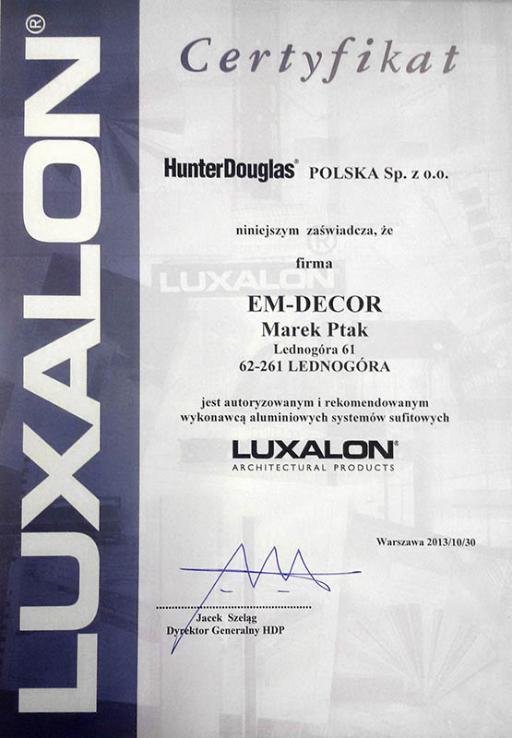 LUXALON®
Certyfikat
HunterDouglas® POLSKA Sp. z o.o.
niniejszym zaświadcza, że
firma
LUXALON®
EM-DECOR
Marek Ptak
Lednogóra 61
62-261 LEDNOGÓRA
jest autoryzowanym i rekomendowanym
wykonawcą aluminiowych systemów sufitowych
LUXALON®
ARCHITECTURAL PRODUCTS
Warszawa 2013/10/30
Jacek Szeląg
Dyrektor Generalny HDP